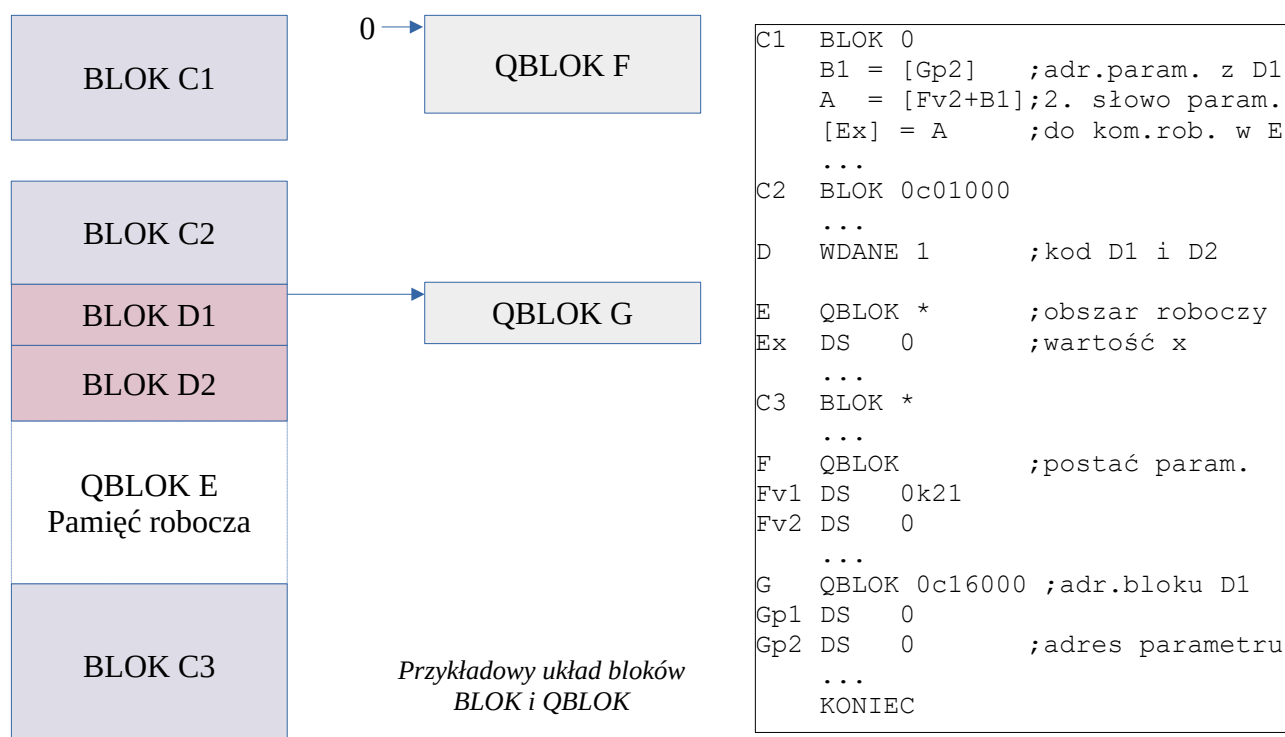 BLOK C1
BLOK C2
BLOK D1
BLOK D2
QBLOK E
Pamięć robocza
BLOK C3
0
QBLOK F
QBLOK G
Przykładowy układ bloków
BLOK i QBLOK
C1 BLOK 0
B1 = [Gp2] ;adr.param. z D1
A = [Fv2+B1];2. słowo param.
[Ex] = A ;do kom.rob. w E
...
C2 BLOK 0c01000
...
D WDANE 1 ;kod D1 i D2
E QBLOK * ;obszar roboczy
Ex DS 0 ;wartość x
...
C3 BLOK *
...
F QBLOK ;postać param.
Fv1 DS 0k21
Fv2 DS 0
...
G QBLOK 0c16000 ;adr.bloku D1
Gp1 DS 0
Gp2 DS 0 ;adres parametru
...
KONIEC